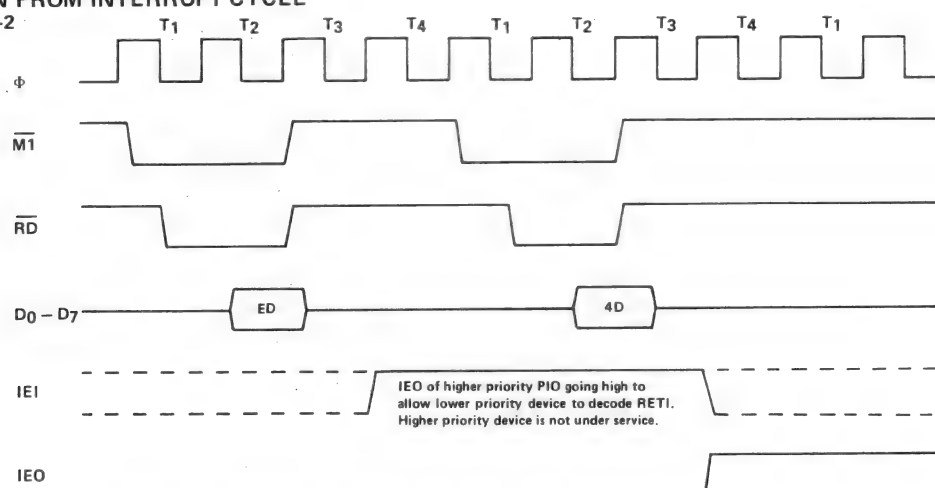 FROM INTERRUPT CYCLE
-2
T1 T2 T3 T4 T1 T2 T3 T4 T1
Φ
M1
RD
D0 – D7 ED 4D
IEI
IEO of higher priority PIO going high to
allow lower priority device to decode RETI.
Higher priority device is not under service.
IEO